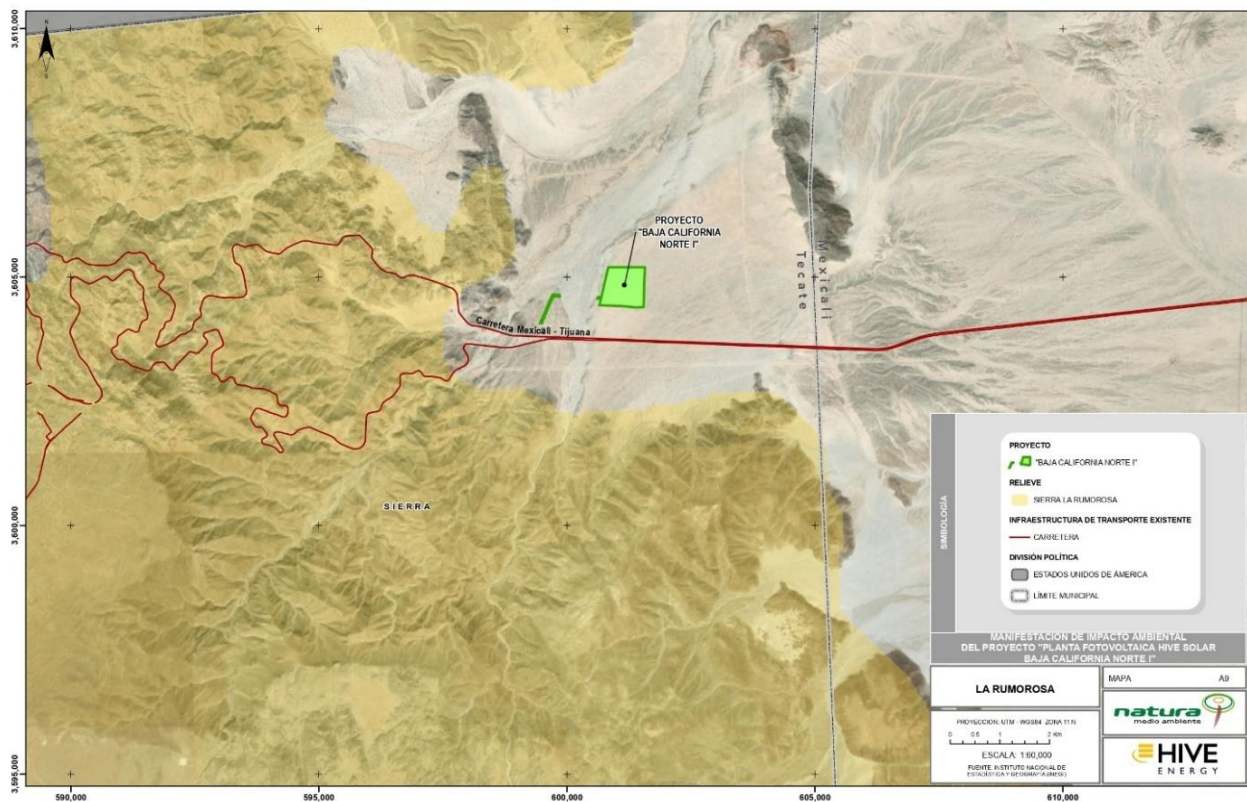 N
3,610,000
3,605,000
3,600,000
3,595,000
590,000
595,000
600,000
605,000
610,000
PROYECTO
"BAJA CALIFORNIA
NORTE I"
Mexicali
Tecate
Carretera Mexicali - Tijuana
SIERRA
SIMBOLOGÍA
PROYECTO
"BAJA CALIFORNIA NORTE I"
RELIEVE
SIERRA LA RUMOROSA
INFRAESTRUCTURA DE TRANSPORTE EXISTENTE
CARRETERA
DIVISIÓN POLÍTICA
ESTADOS UNIDOS DE ÁMERICA
LÍMITE MUNICIPAL
MANIFESTACIÓN DE IMPACTO AMBIENTAL
DEL PROYECTO "PLANTA FOTOVOLTAICA HIVE SOLAR
BAJA CALIFORNIA NORTE I"
LA RUMOROSA
MAPA A9
PROYECCION: UTM - WGS84 ZONA 11 N
0 0.5 1 2 Km
ESCALA: 1:60,000
FUENTE: INSTITUTO NACIONAL DE
ESTADÍSTICA Y GEOGRAFÍA (INEGI)
natura
medio ambiente
HIVE
ENERGY